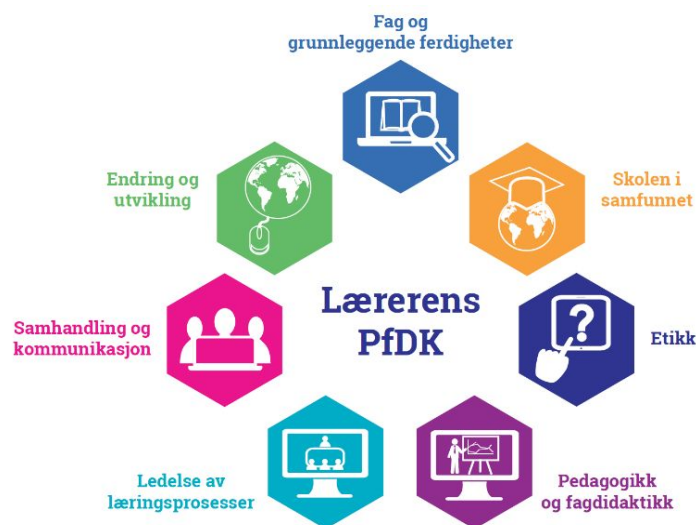 Fag og
grunnleggende ferdigheter
Endring og
utvikling
Skolen i
samfunnet
Lærerens
PfDK
Samhandling og
kommunikasjon
?
Etikk
Ledelse av
læringsprosesser
Pedagogikk
og fagdidaktikk